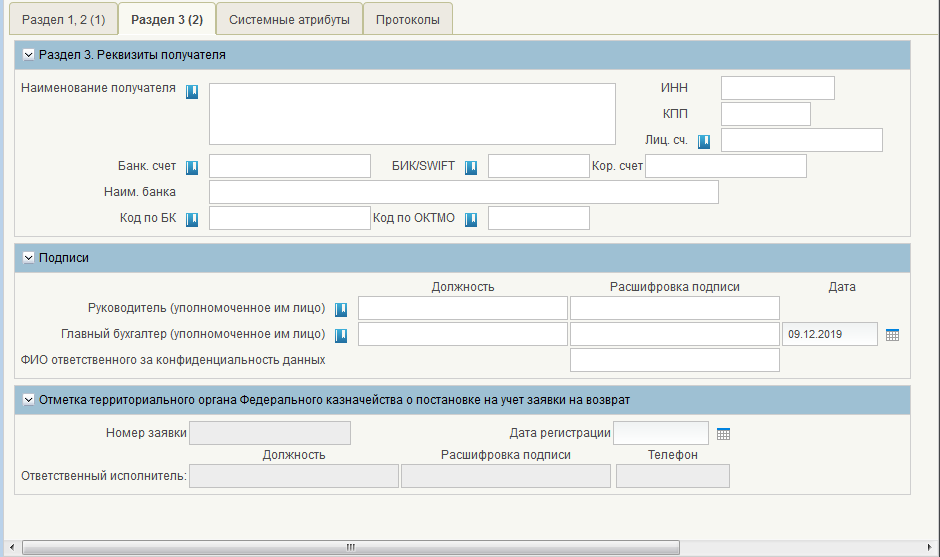 Раздел 1, 2 (1) Раздел 3 (2) Системные атрибуты Протоколы
Раздел 3. Реквизиты получателя
Наименование получателя ИНН
КПП
Лиц. сч.
Банк. счет БИК/SWIFT Кор. счет
Наим. банка
Код по БК Код по ОКТМО
Подписи
Должность Расшифровка подписи Дата
Руководитель (уполномоченное им лицо)
Главный бухгалтер (уполномоченное им лицо) 09.12.2019
ФИО ответственного за конфиденциальность данных
Отметка территориального органа Федерального казначейства о постановке на учет заявки на возврат
Номер заявки Дата регистрации
Должность Расшифровка подписи Телефон
Ответственный исполнитель: